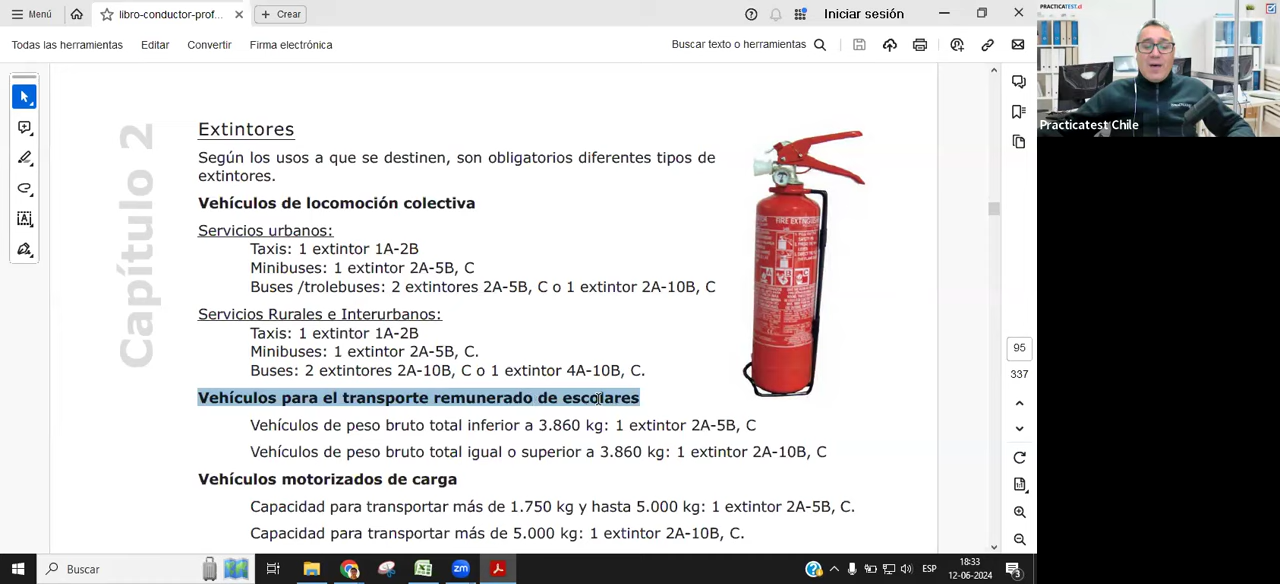 Menú
libro-conductor-prof...
Crear
Iniciar sesión
Todas las herramientas
Editar
Convertir
Firma electrónica
Buscar texto o herramientas
PRACTICATEST.cl
Practicatest Chile
Capítulo 2
Extintores
Según los usos a que se destinen, son obligatorios diferentes tipos de
extintores.
Vehículos de locomoción colectiva
Servicios urbanos:
Taxis: 1 extintor 1A-2B
Minibuses: 1 extintor 2A-5B, C
Buses /trolebuses: 2 extintores 2A-5B, C o 1 extintor 2A-10B, C
Servicios Rurales e Interurbanos:
Taxis: 1 extintor 1A-2B
Minibuses: 1 extintor 2A-5B, C.
Buses: 2 extintores 2A-10B, C o 1 extintor 4A-10B, C.
Vehículos para el transporte remunerado de escolares
Vehículos de peso bruto total inferior a 3.860 kg: 1 extintor 2A-5B, C
Vehículos de peso bruto total igual o superior a 3.860 kg: 1 extintor 2A-10B, C
Vehículos motorizados de carga
Capacidad para transportar más de 1.750 kg y hasta 5.000 kg: 1 extintor 2A-5B, C.
Capacidad para transportar más de 5.000 kg: 1 extintor 2A-10B, C.
FIRE EXTINGUISHER
95
337
Buscar
zm
ESP
18:33
12-06-2024
3